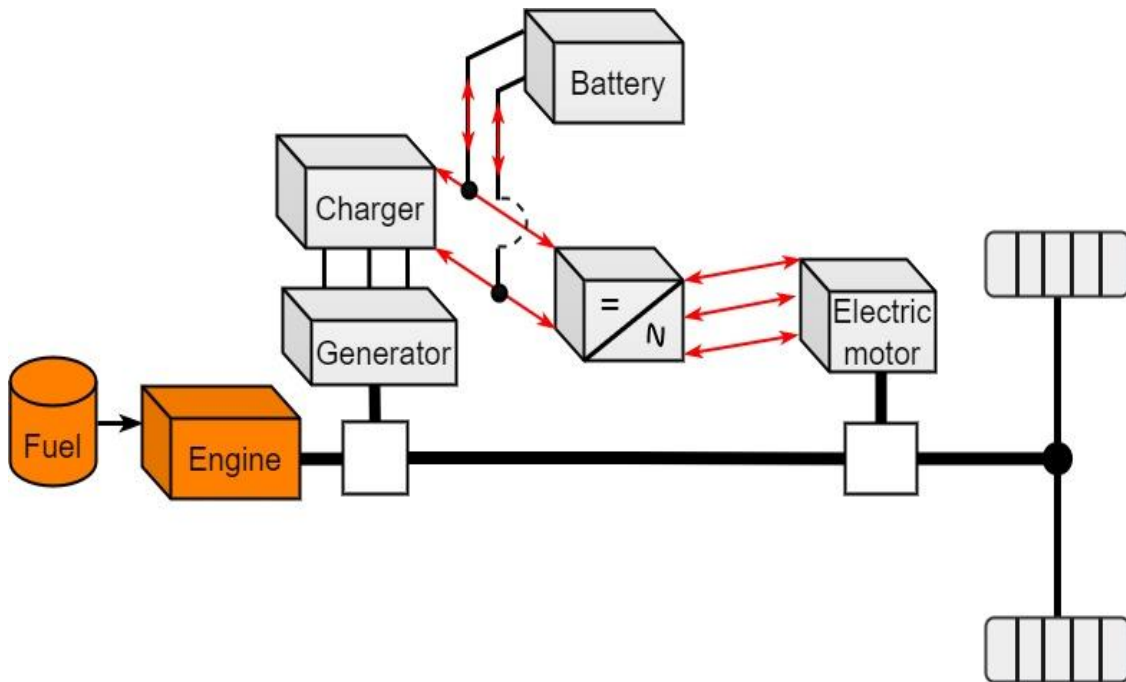 Battery
Charger
=
N
Electric
motor
Generator
Fuel
Engine